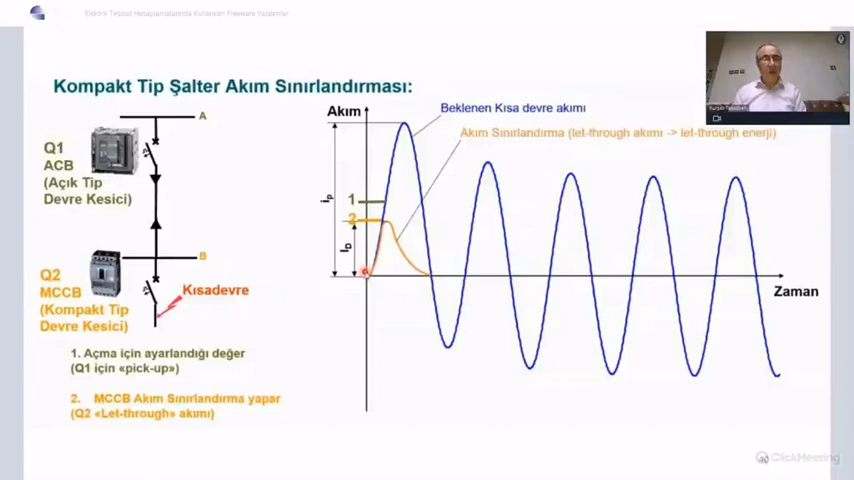 Elektrik Tesisat Hesaplamalarında Kullanılan Freeware Yazılımlar
Kompakt Tip Şalter Akım Sınırlandırması:
A
Q1
ACB
(Açık Tip
Devre Kesici)
B
Q2
MCCB
(Kompakt Tip
Devre Kesici)
Kısadevre
1. Açma için ayarlandığı değer
(Q1 için «pick-up»)
2. MCCB Akım Sınırlandırma yapar
(Q2 «Let-through» akımı)
Akım
Beklenen Kısa devre akımı
Akım Sınırlandırma (let-through akımı -> let-through enerji)
1
2
ip
ID
Zaman
40
ClickMeeting